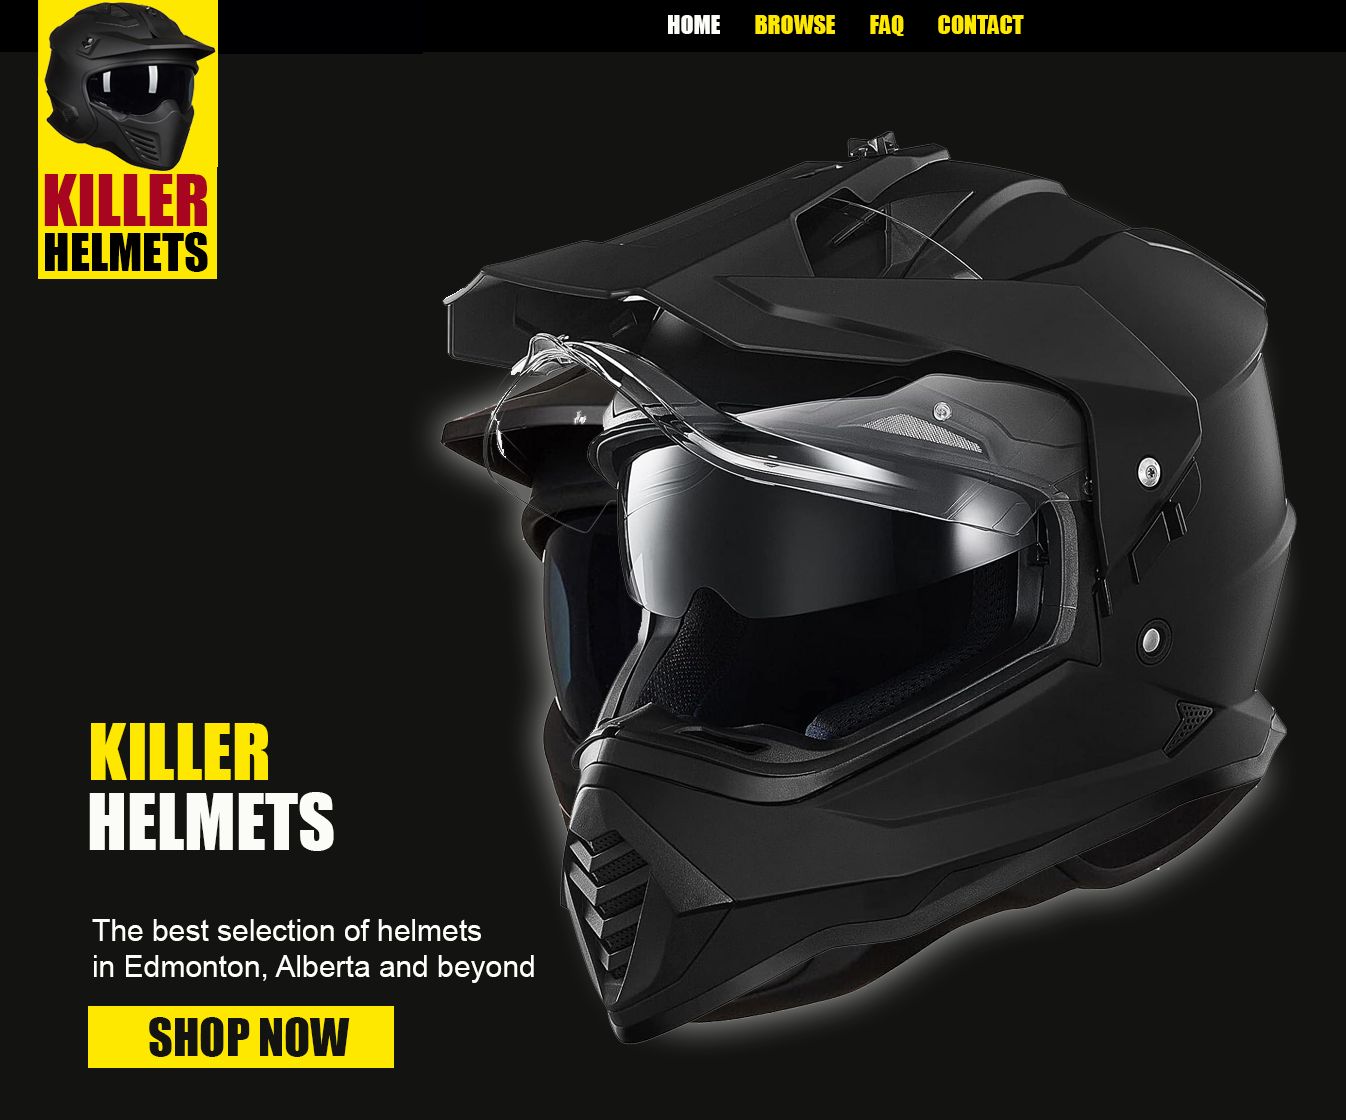 HOME BROWSE FAQ CONTACT
KILLER
HELMETS
KILLER
HELMETS
The best selection of helmets
in Edmonton, Alberta and beyond
SHOP NOW